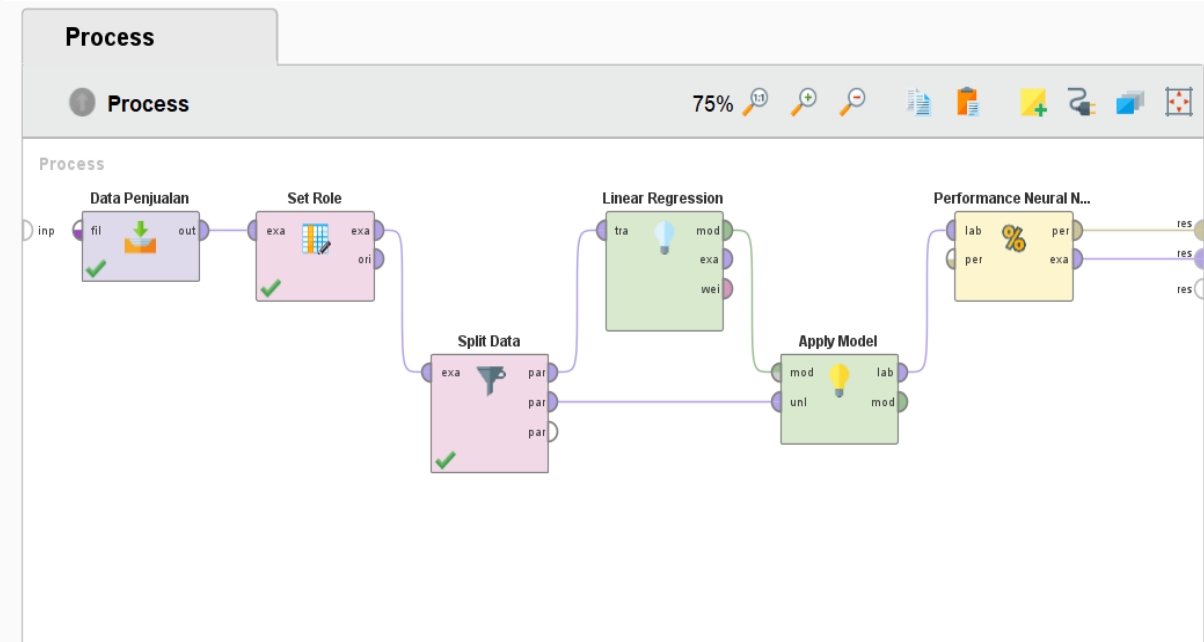 Process
Process
75%
1:1
Process
Data Penjualan
fil
out
Set Role
exa
exa
ori
Linear Regression
tra
mod
exa
wei
Performance Neural N...
lab
per
per
exa
inp
res
res
res
Split Data
exa
par
par
par
Apply Model
mod
lab
unl
mod